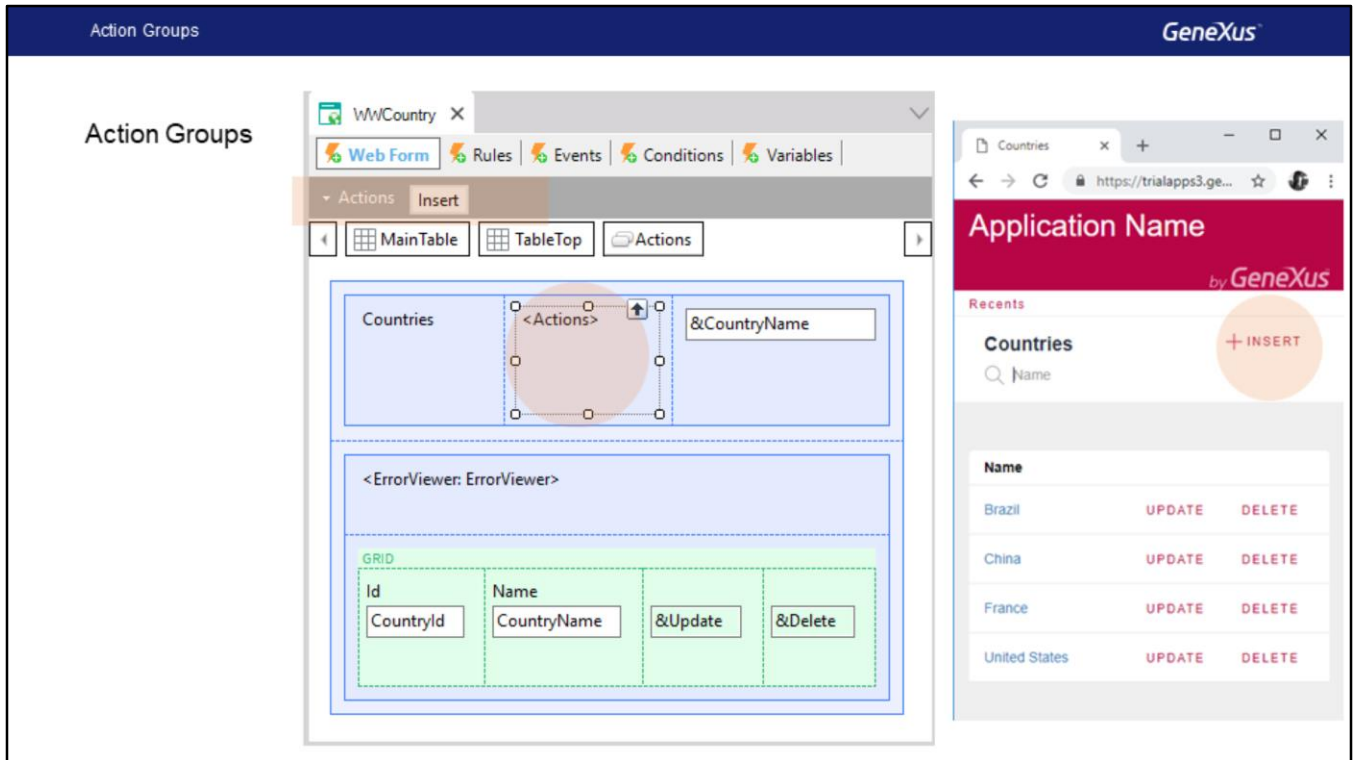 Action Groups
GeneXus™
Action Groups
WWCountry
Web Form Rules Events Conditions Variables
Actions Insert
MainTable TableTop Actions
Countries <Actions> &CountryName
<ErrorViewer: ErrorViewer>
GRID
Id Name
CountryId CountryName &Update &Delete
Countries
https://trialapps3.ge...
Application Name
by GeneXus
Recents
Countries INSERT
Name
Name
Brazil UPDATE DELETE
China UPDATE DELETE
France UPDATE DELETE
United States UPDATE DELETE